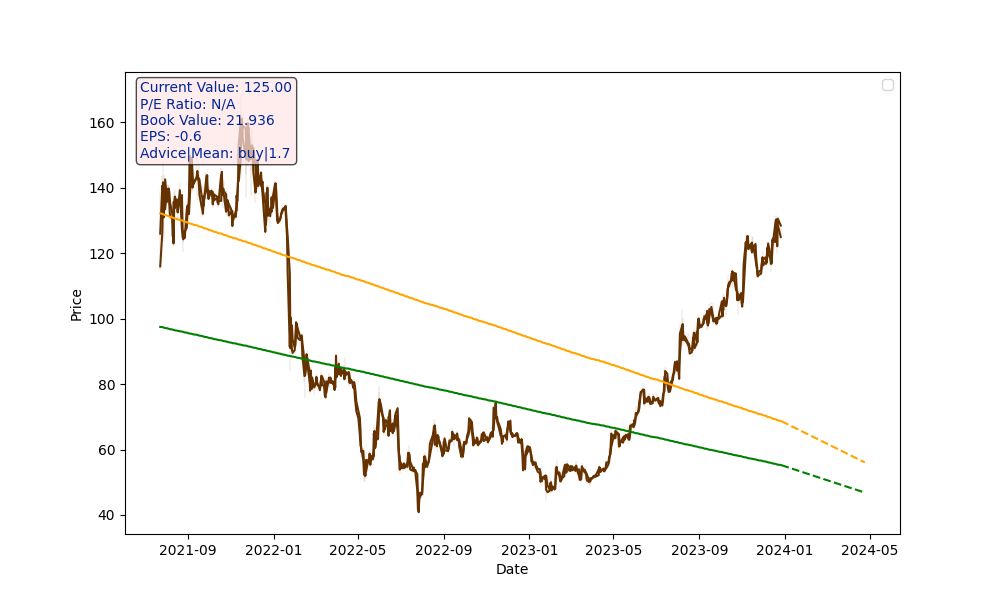 Current Value: 125.00
P/E Ratio: N/A
Book Value: 21.936
EPS: -0.6
Advice|Mean: buy|1.7
160
140
120
100
80
60
40
Price
2021-09 2022-01 2022-05 2022-09 2023-01 2023-05 2023-09 2024-01 2024-05
Date